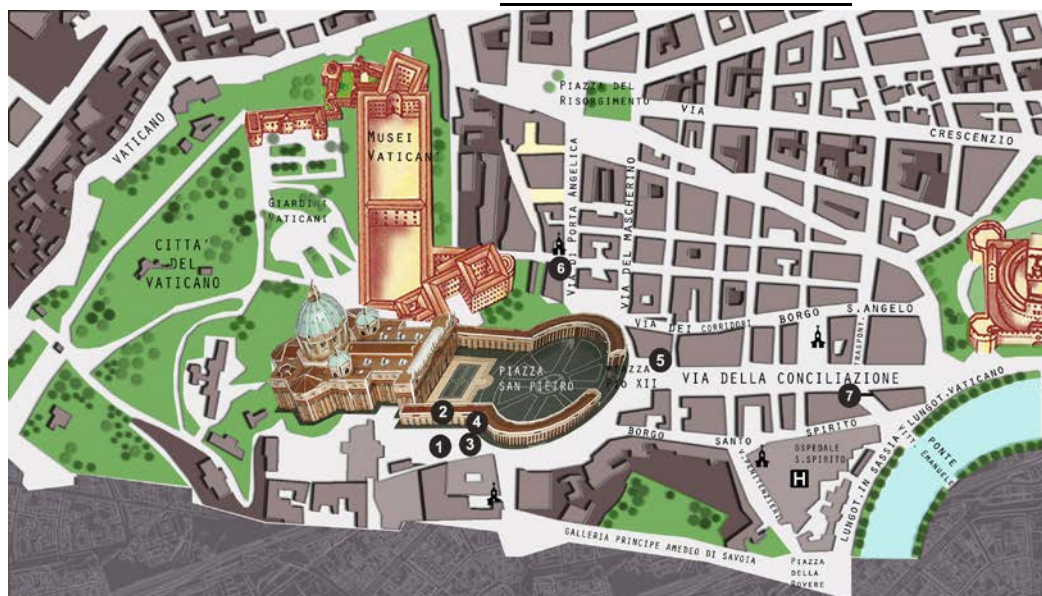 PIAZZA DEL
RISORGIMENTO
VIA
CRESCENZIO
VATICANO
MUSEI
VATICANI
VIA DI PORTA ANGELICA
VIA DEL MASCHERINO
GIARDINI
VATICANI
CITTA'
DEL
VATICANO
6
VIA DEI CORRIDORI
BORGO
S. ANGELO
TRASPONT.
5
PIAZZA
PIO XII
PIAZZA
SAN PIETRO
VIA DELLA CONCILIAZIONE
7
2
4
1
3
BORGO
SANTO
SPIRITO
V. PENITENZIERI
OSPEDALE
S.SPIRITO
H
LUNGOT. IN SASSIA
LUNGOT. VATICANO
PONTE
VITT. EMANUELE
GALLERIA PRINCIPE AMEDEO DI SAVOIA
PIAZZA
DELLA
ROVERE